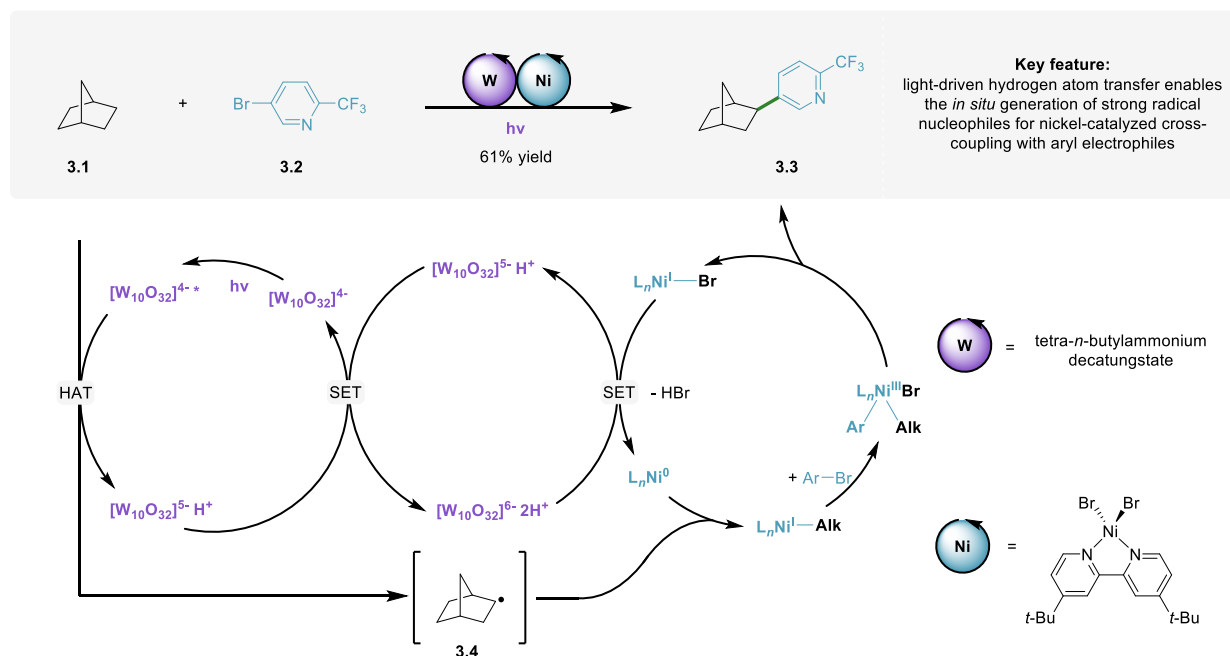 W Ni
hν
61% yield
3.1
+
Br
N
CF3
3.2
CF3
N
3.3
Key feature:
light-driven hydrogen atom transfer enables
the in situ generation of strong radical
nucleophiles for nickel-catalyzed cross-
coupling with aryl electrophiles
[W10O32]4- *
hν
[W10O32]4-
[W10O32]5- H+
LnNiI—Br
HAT
SET
SET - HBr
LnNiIIIBr
Ar Alk
W = tetra-n-butylammonium
decatungstate
[W10O32]5- H+
[W10O32]6- 2H+
LnNi0
+ Ar—Br
LnNiI—Alk
3.4
Ni =
Br Br
Ni
N N
t-Bu t-Bu